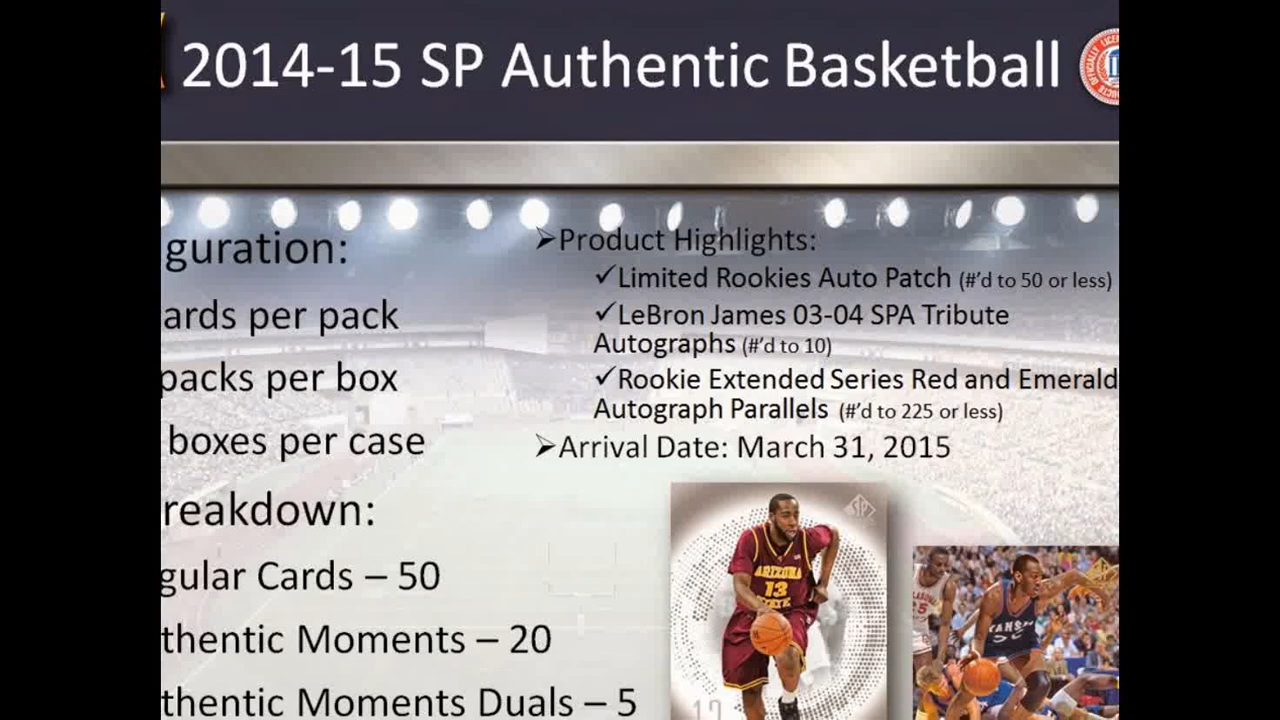 2014-15 SP Authentic Basketball
guration:
ards per pack
packs per box
boxes per case
reakdown:
gular Cards – 50
thentic Moments – 20
thentic Moments Duals – 5
➢Product Highlights:
✓Limited Rookies Auto Patch (#'d to 50 or less)
✓LeBron James 03-04 SPA Tribute
Autographs (#'d to 10)
✓Rookie Extended Series Red and Emerald
Autograph Parallels (#'d to 225 or less)
➢Arrival Date: March 31, 2015
SP
ARIZONA
13
STATE